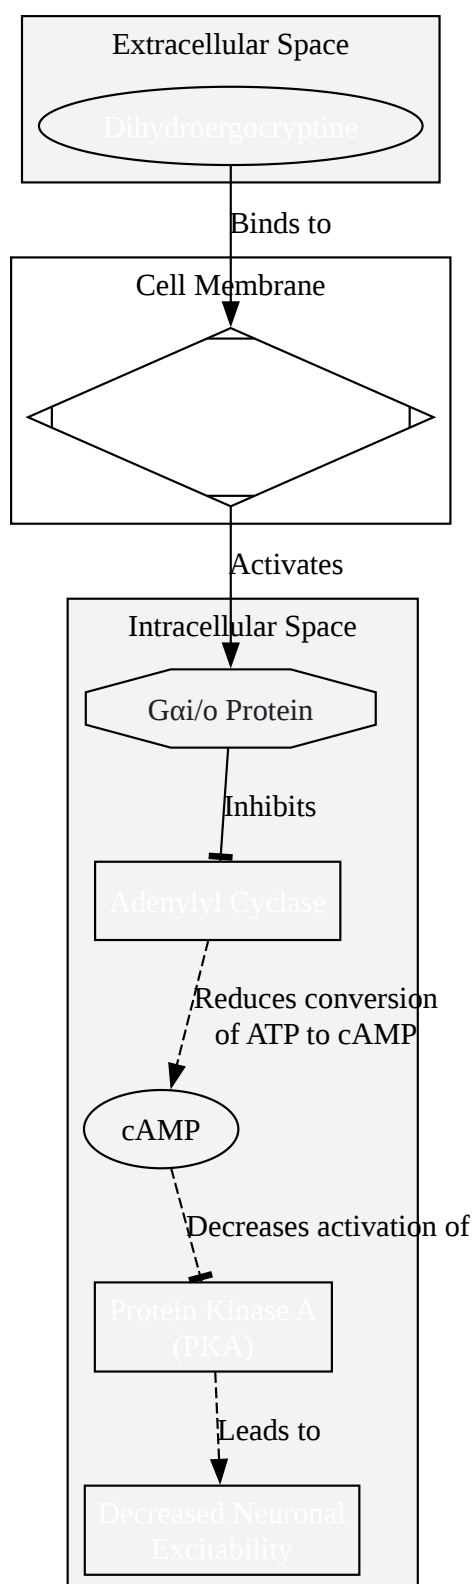 Extracellular Space
Dihydroergocryptine
Binds to
Cell Membrane
Activates
Intracellular Space
Gαi/o Protein
Inhibits
Adenylyl Cyclase
Reduces conversion
of ATP to cAMP
cAMP
Decreases activation of
Protein Kinase A
(PKA)
Leads to
Decreased Neuronal
Excitability